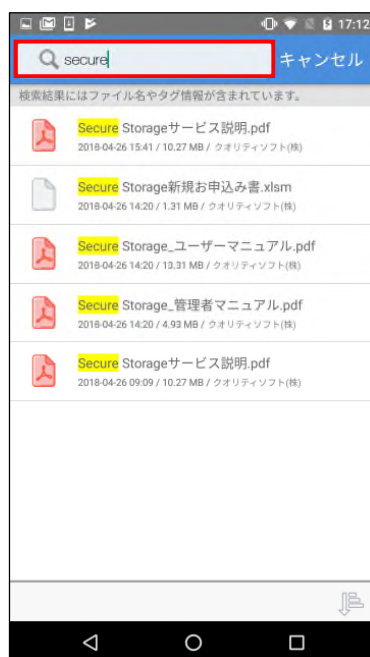 17:12
secure
キャンセル
検索結果にはファイル名やタグ情報が含まれています。
Secure Storageサービス説明.pdf
2018-04-26 15:41 / 10.27 MB / クオリティソフト(株)
Secure Storage新規お申込み書.xlsm
2018-04-26 14:20 / 1.31 MB / クオリティソフト(株)
Secure Storage_ユーザーマニュアル.pdf
2018-04-26 14:20 / 13.31 MB / クオリティソフト(株)
Secure Storage_管理者マニュアル.pdf
2018-04-26 14:20 / 4.93 MB / クオリティソフト(株)
Secure Storageサービス説明.pdf
2018-04-26 09:09 / 10.27 MB / クオリティソフト(株)